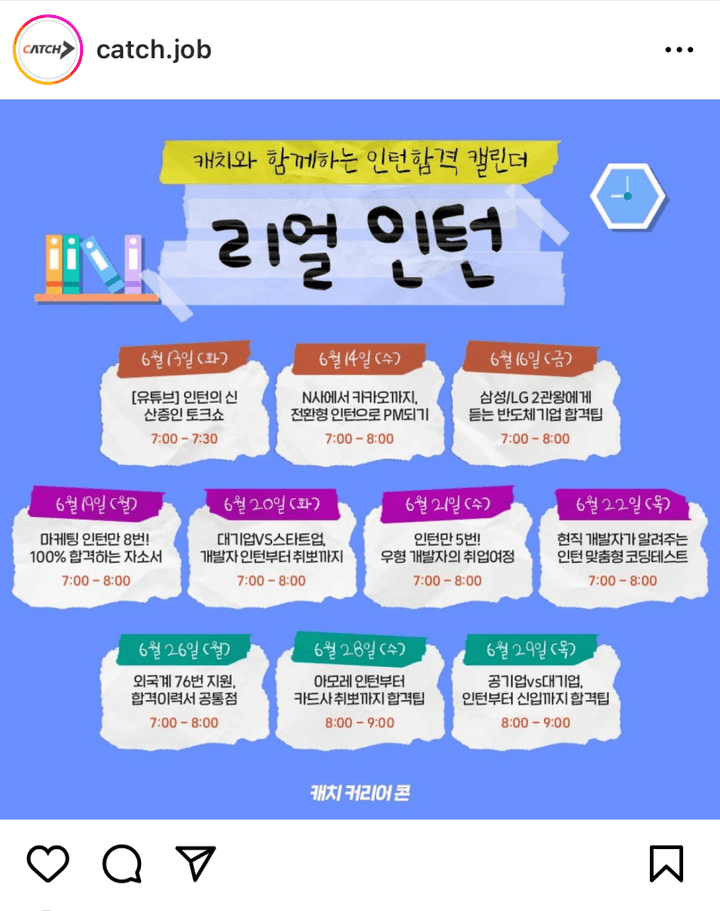 CATCH
catch.job
캐치와 함께하는 인턴합격 캘린더
리얼 인턴
6월 13일 (화)
[유튜브] 인턴의 신
산증인 토크쇼
7:00 – 7:30
6월 14일 (수)
N사에서 카카오까지,
전환형 인턴으로 PM되기
7:00 – 8:00
6월 16일 (금)
삼성/LG 2관왕에게
듣는 반도체기업 합격팁
7:00 – 8:00
6월 19일 (월)
마케팅 인턴만 8번!
100% 합격하는 자소서
7:00 – 8:00
6월 20일 (화)
대기업VS스타트업,
개발자 인턴부터 취뽀까지
7:00 – 8:00
6월 21일 (수)
인턴만 5번!
우형 개발자의 취업여정
7:00 – 8:00
6월 22일 (목)
현직 개발자가 알려주는
인턴 맞춤형 코딩테스트
7:00 – 8:00
6월 26일 (월)
외국계 76번 지원,
합격이력서 공통점
7:00 – 8:00
6월 28일 (수)
아모레 인턴부터
카드사 취뽀까지 합격팁
8:00 – 9:00
6월 29일 (목)
공기업vs대기업,
인턴부터 신입까지 합격팁
8:00 – 9:00
캐치 커리어 콘